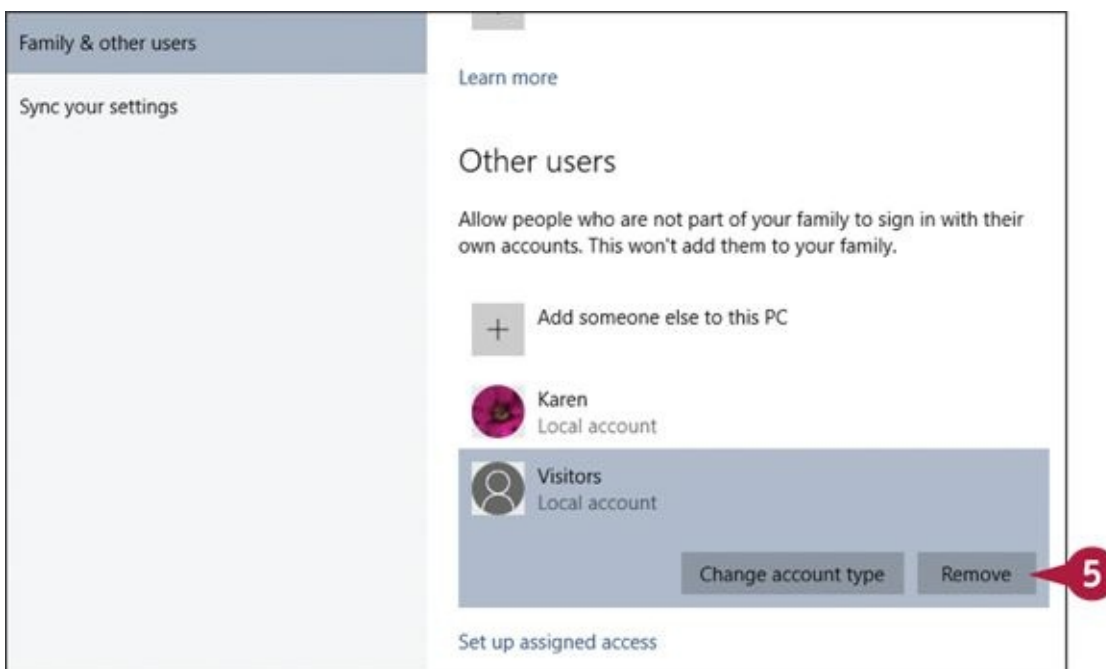 Family & other users
Sync your settings
Learn more
Other users
Allow people who are not part of your family to sign in with their
own accounts. This won't add them to your family.
Add someone else to this PC
Karen
Local account
Visitors
Local account
Change account type
Remove
5
Set up assigned access